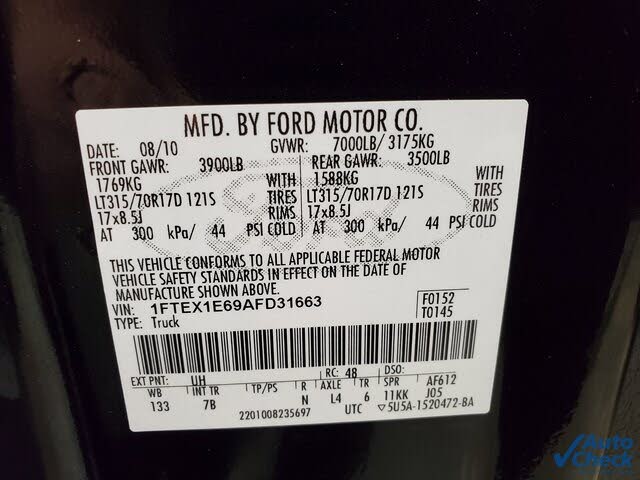 MFD. BY FORD MOTOR CO.
DATE: 08/10 GVWR: 7000LB/ 3175KG
FRONT GAWR: 3900LB REAR GAWR: 3500LB
1769KG WITH 1588KG WITH
LT315/70R17D 121S TIRES LT315/70R17D 121S TIRES
17x8.5J RIMS 17x8.5J RIMS
AT 300 kPa/ 44 PSI COLD AT 300 kPa/ 44 PSI COLD
THIS VEHICLE CONFORMS TO ALL APPLICABLE FEDERAL MOTOR
VEHICLE SAFETY STANDARDS IN EFFECT ON THE DATE OF
MANUFACTURE SHOWN ABOVE.
1FTEX1E69AFD31663 F0152
TYPE: Truck T0145
EXT PNT: UH RC: 48 DSO:
WB TP/PS R AXLE TR SPR AF612
133 7B N L4 6 11KK J05
2201008235697 UTC ▽5U5A-1520472-BA
Auto
Check